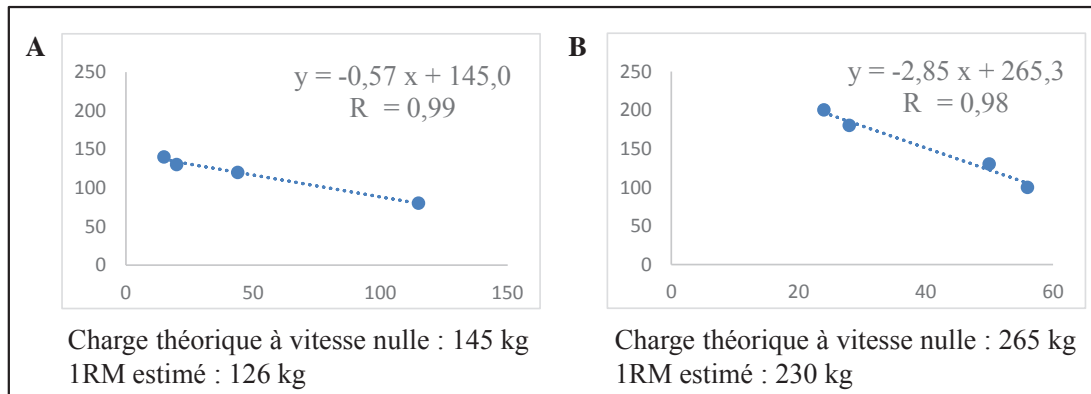 A
y = -0,57 x + 145,0
R = 0,99
250
200
150
100
50
0
0 50 100 150
Charge théorique à vitesse nulle : 145 kg
1RM estimé : 126 kg
B
y = -2,85 x + 265,3
R = 0,98
250
200
150
100
50
0
0 20 40 60
Charge théorique à vitesse nulle : 265 kg
1RM estimé : 230 kg